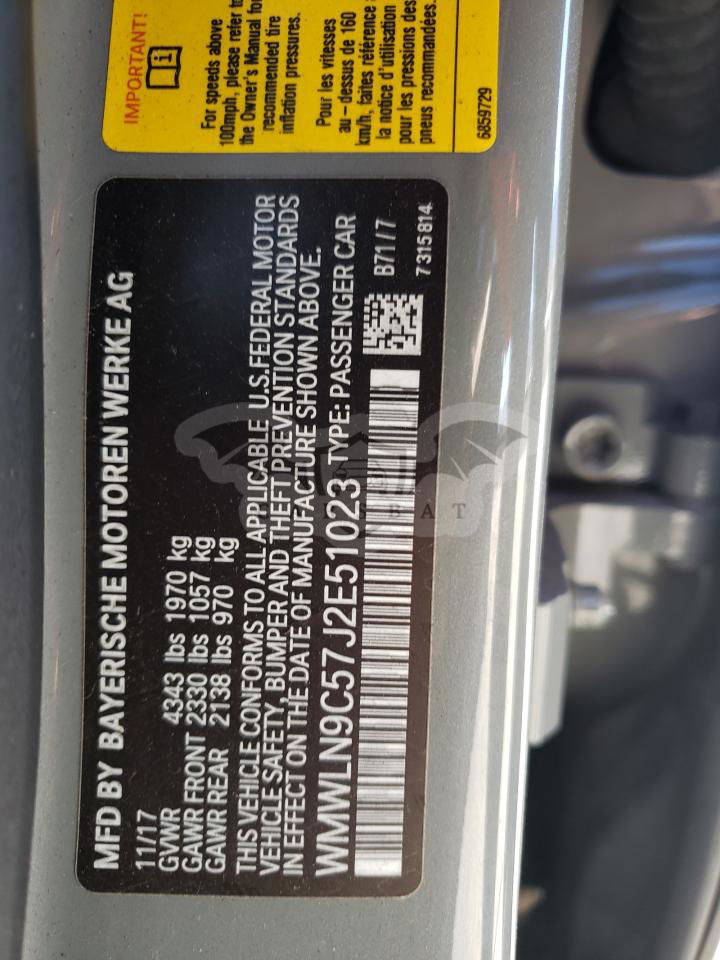 IMPORTANT!
For speeds above
100mph, please refer to
the Owner's Manual for
recommended tire
inflation pressures.
Pour les vitesses
au - dessus de 160
km/h, faites référence à
la notice d'utilisation
pour les pressions des
pneus recommandées.
6859729
MFD BY BAYERISCHE MOTOREN WERKE AG
11/17
GVWR 4343 lbs 1970 kg
GAWR FRONT 2330 lbs 1057 kg
GAWR REAR 2138 lbs 970 kg
THIS VEHICLE CONFORMS TO ALL APPLICABLE U.S.FEDERAL MOTOR
VEHICLE SAFETY, BUMPER AND THEFT PREVENTION STANDARDS
IN EFFECT ON THE DATE OF MANUFACTURE SHOWN ABOVE.
WMWLN9C57J2E51023 TYPE: PASSENGER CAR
B71 / 7
7 315 814